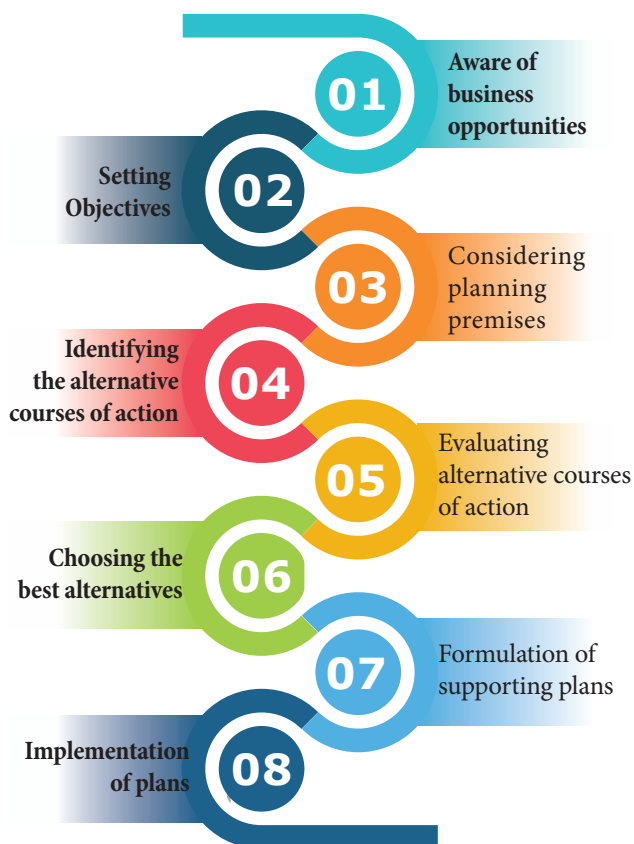 01
Aware of
business
opportunities
02
Setting
Objectives
03
Considering
planning
premises
04
Identifying
the alternative
courses of action
05
Evaluating
alternative courses
of action
06
Choosing the
best alternatives
07
Formulation of
supporting plans
08
Implementation
of plans